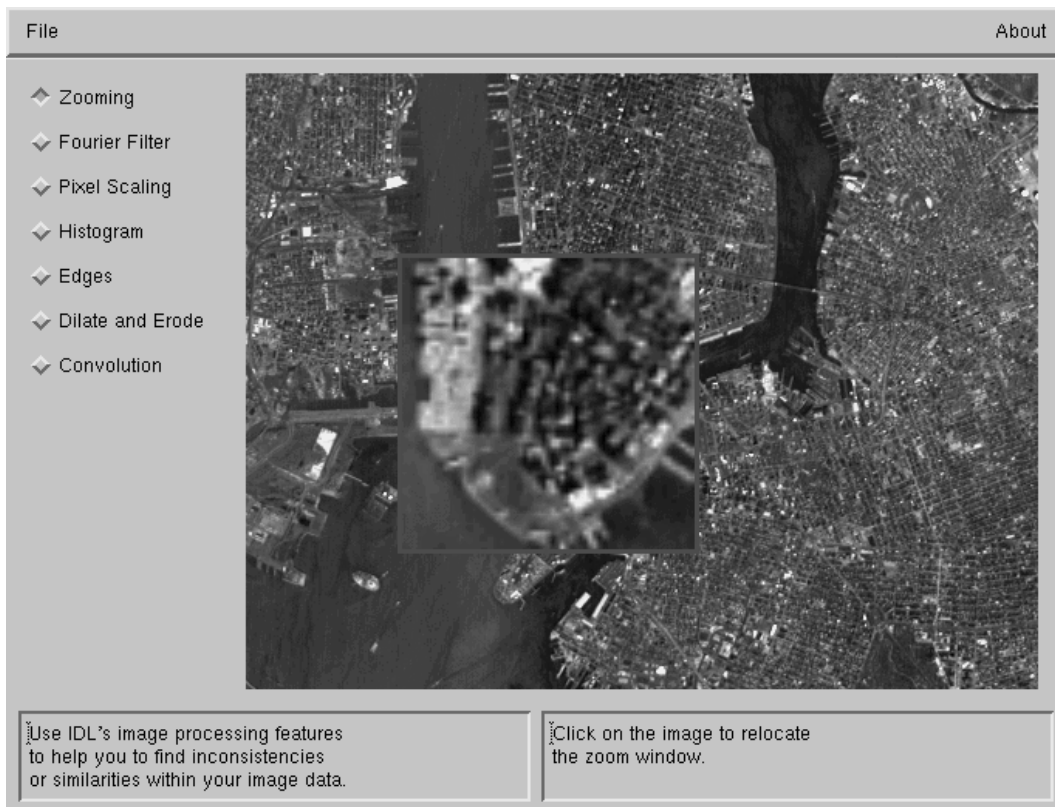 File
About
Zooming
Fourier Filter
Pixel Scaling
Histogram
Edges
Dilate and Erode
Convolution
Use IDL's image processing features
to help you to find inconsistencies
or similarities within your image data.
Click on the image to relocate
the zoom window.